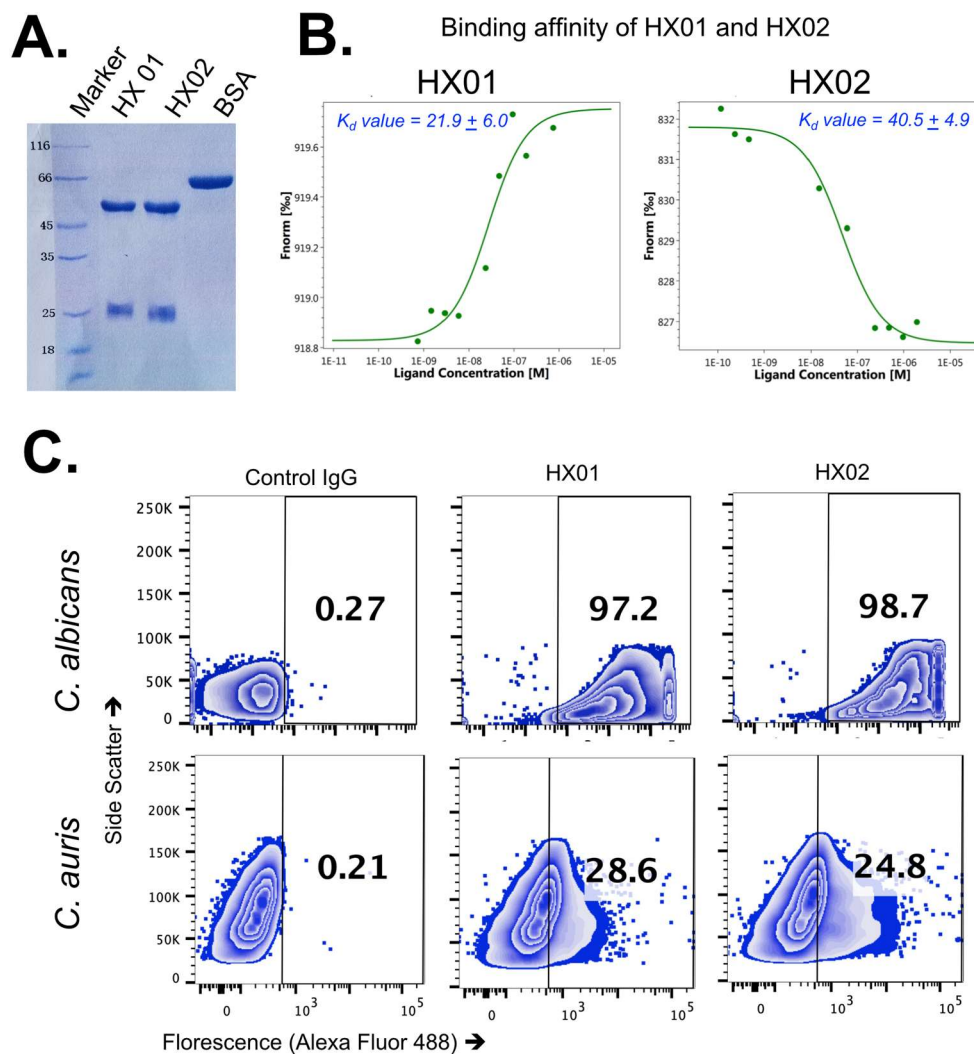 A.
Marker
HX 01
HX02
BSA
116
66
45
35
25
18
B.
Binding affinity of HX01 and HX02
HX01
Kd value = 21.9 ± 6.0
Fnorm [‰]
919.6
919.4
919.2
919.0
918.8
1E-11 1E-10 1E-09 1E-08 1E-07 1E-06 1E-05
Ligand Concentration [M]
HX02
Kd value = 40.5 ± 4.9
Fnorm [‰]
832
831
830
829
828
827
1E-10 1E-09 1E-08 1E-07 1E-06 1E-05
Ligand Concentration [M]
C.
Control IgG
HX01
HX02
C. albicans
250K
200K
150K
100K
50K
0
0.27
97.2
98.7
Side Scatter ➔
C. auris
250K
200K
150K
100K
50K
0
0.21
28.6
24.8
0 10³ 10⁵
0 10³ 10⁵
0 10³ 10⁵
Florescence (Alexa Fluor 488) ➔